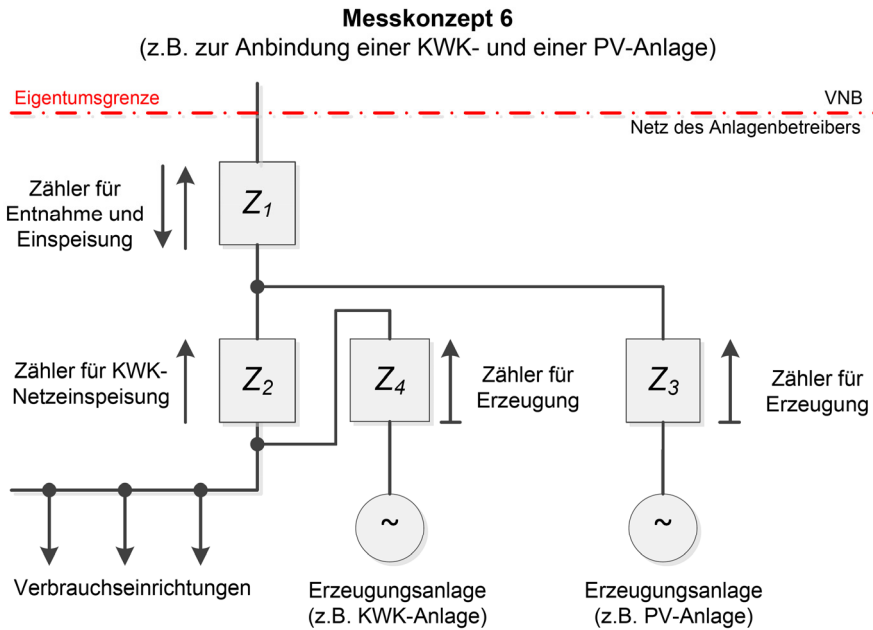 Messkonzept 6
(z.B. zur Anbindung einer KWK- und einer PV-Anlage)
Eigentumsgrenze
VNB
Netz des Anlagenbetreibers
Zähler für
Entnahme und
Einspeisung
Z1
Zähler für KWK-
Netzeinspeisung
Z2
Z4
Zähler für
Erzeugung
Z3
Zähler für
Erzeugung
~
~
Verbrauchseinrichtungen
Erzeugungsanlage
(z.B. KWK-Anlage)
Erzeugungsanlage
(z.B. PV-Anlage)